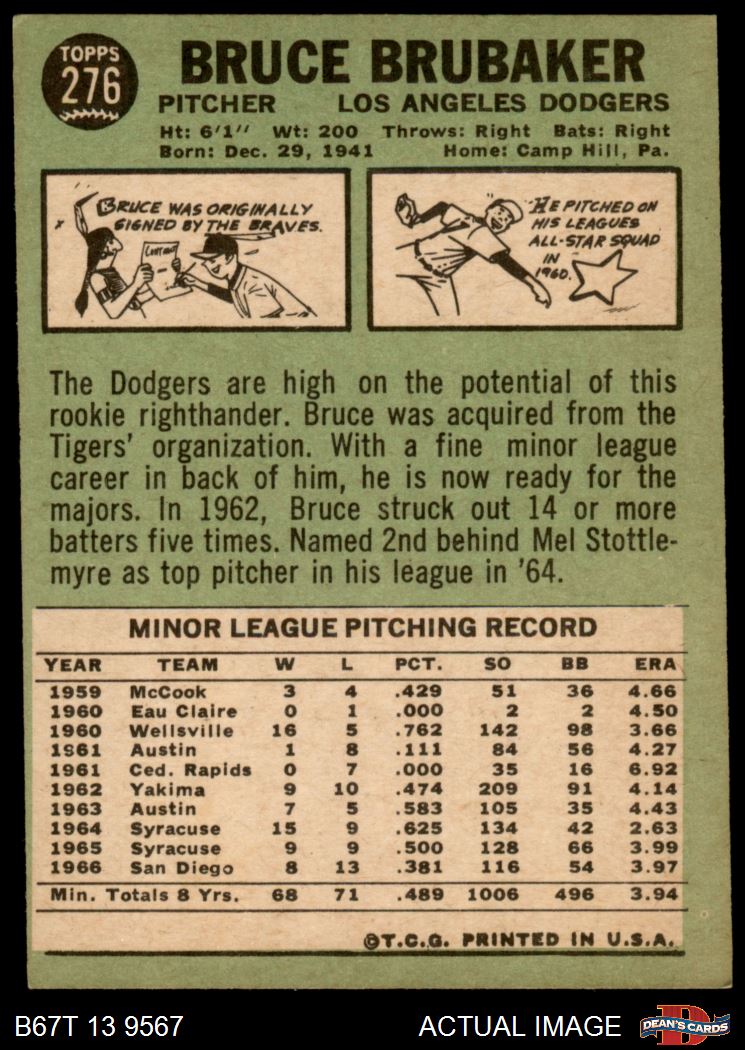 TOPPS
276
BRUCE BRUBAKER
PITCHER LOS ANGELES DODGERS
Ht: 6'1" Wt: 200 Throws: Right Bats: Right
Born: Dec. 29, 1941 Home: Camp Hill, Pa.
BRUCE WAS ORIGINALLY
SIGNED BY THE BRAVES.
CONTRACT
HE PITCHED ON
HIS LEAGUES
ALL-STAR SQUAD
IN
1960.
The Dodgers are high on the potential of this
rookie righthander. Bruce was acquired from the
Tigers' organization. With a fine minor league
career in back of him, he is now ready for the
majors. In 1962, Bruce struck out 14 or more
batters five times. Named 2nd behind Mel Stottle-
myre as top pitcher in his league in '64.
MINOR LEAGUE PITCHING RECORD
YEAR TEAM W L PCT. SO BB ERA
1959 McCook 3 4 .429 51 36 4.66
1960 Eau Claire 0 1 .000 2 2 4.50
1960 Wellsville 16 5 .762 142 98 3.66
1961 Austin 1 8 .111 84 56 4.27
1961 Ced. Rapids 0 7 .000 35 16 6.92
1962 Yakima 9 10 .474 209 91 4.14
1963 Austin 7 5 .583 105 35 4.43
1964 Syracuse 15 9 .625 134 42 2.63
1965 Syracuse 9 9 .500 128 66 3.99
1966 San Diego 8 13 .381 116 54 3.97
Min. Totals 8 Yrs. 68 71 .489 1006 496 3.94
©T.C.G. PRINTED IN U.S.A.
B67T 13 9567 ACTUAL IMAGE
D
DEAN'S CARDS